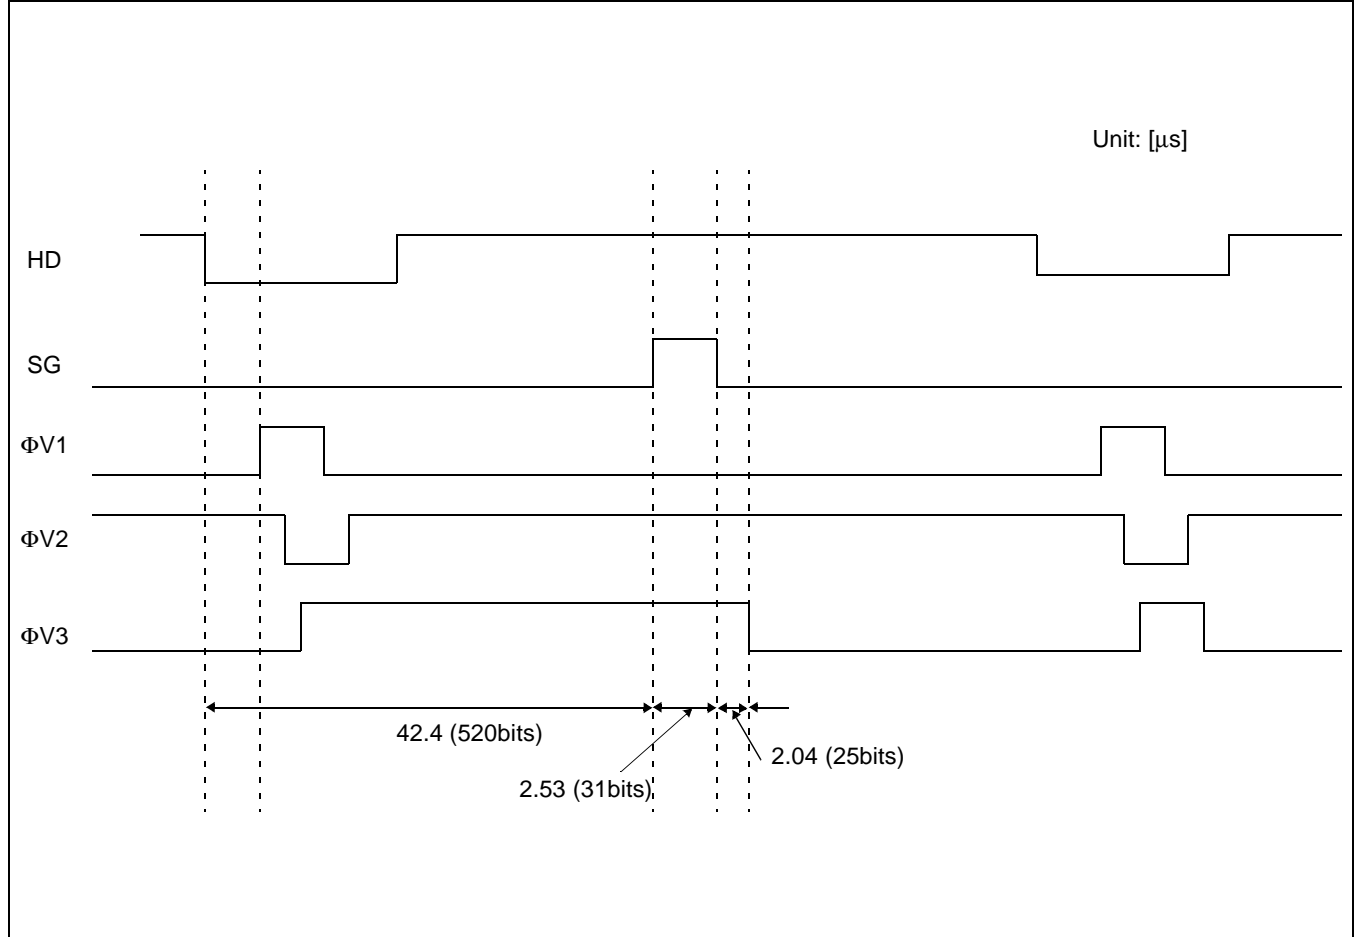 Unit: [μs]
HD
SG
ΦV1
ΦV2
ΦV3
42.4 (520bits)
2.04 (25bits)
2.53 (31bits)